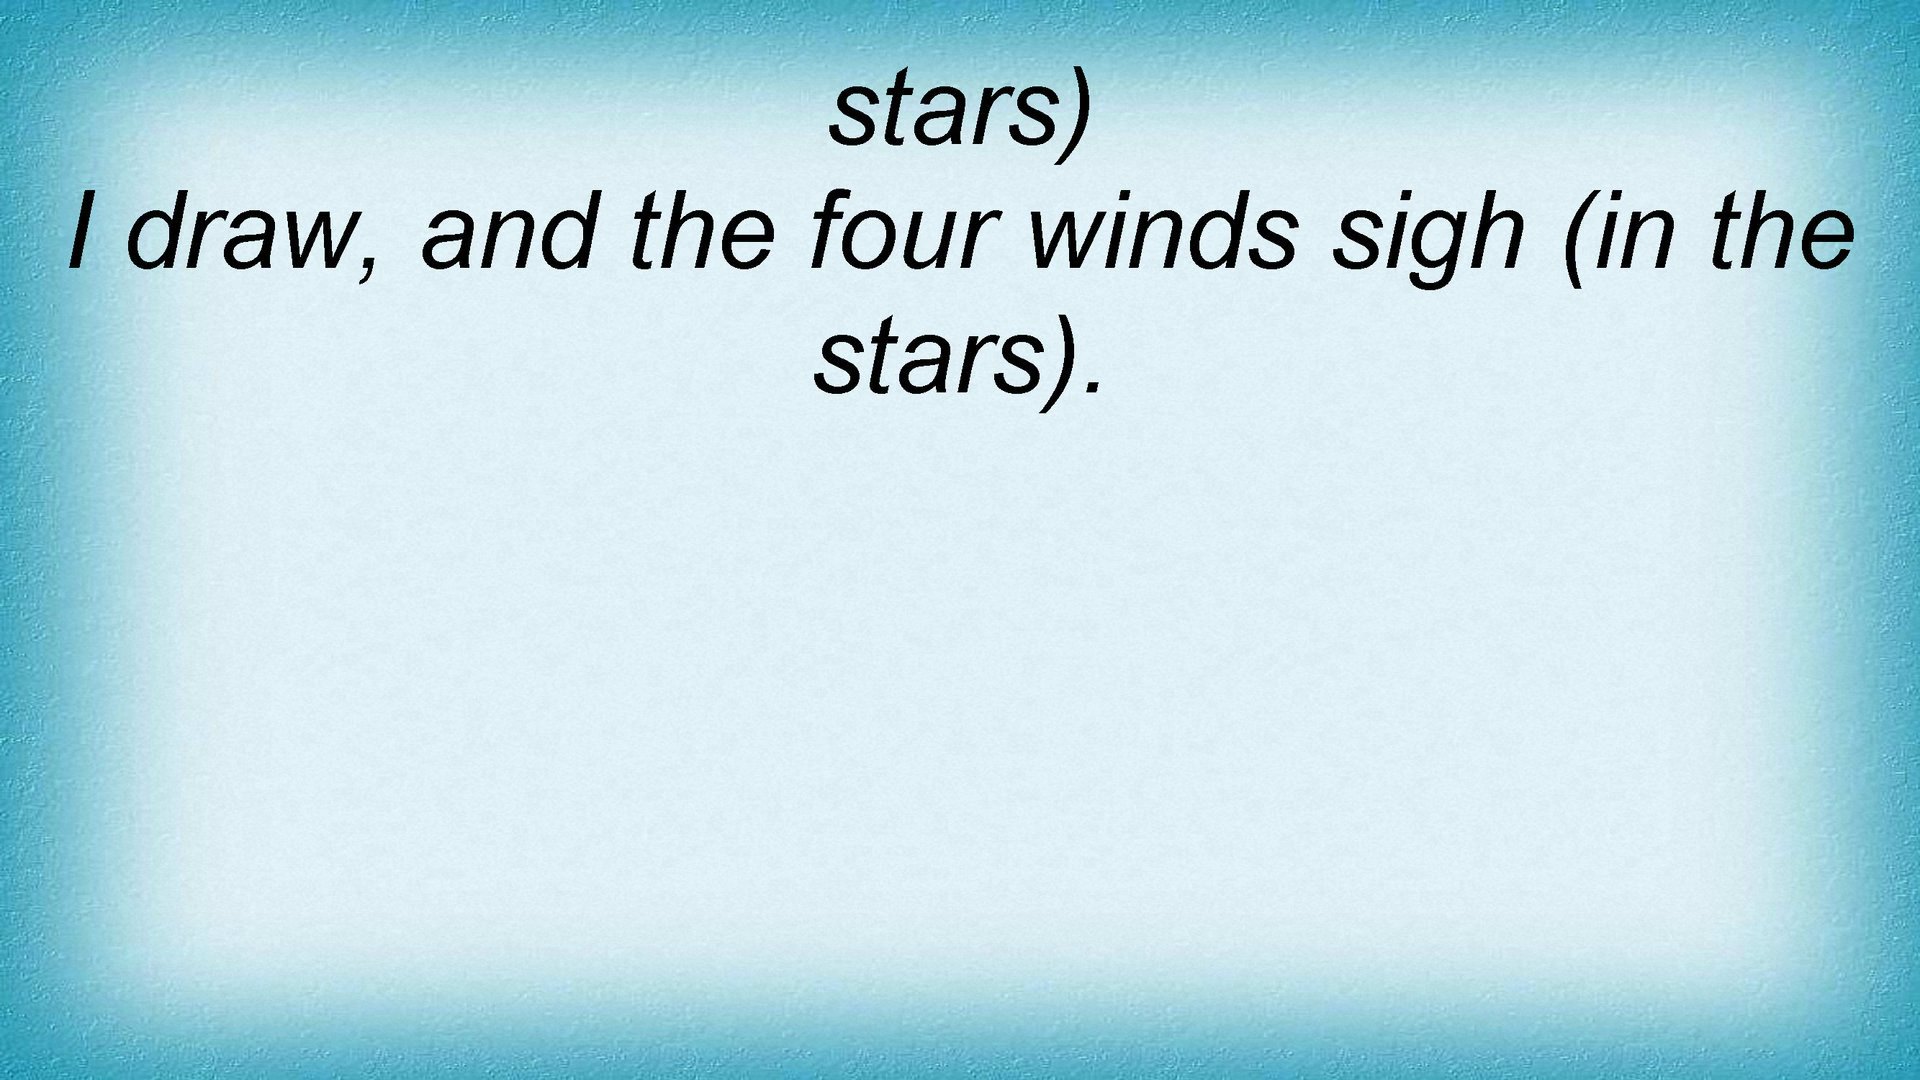 stars)
I draw, and the four winds sigh (in the
stars).